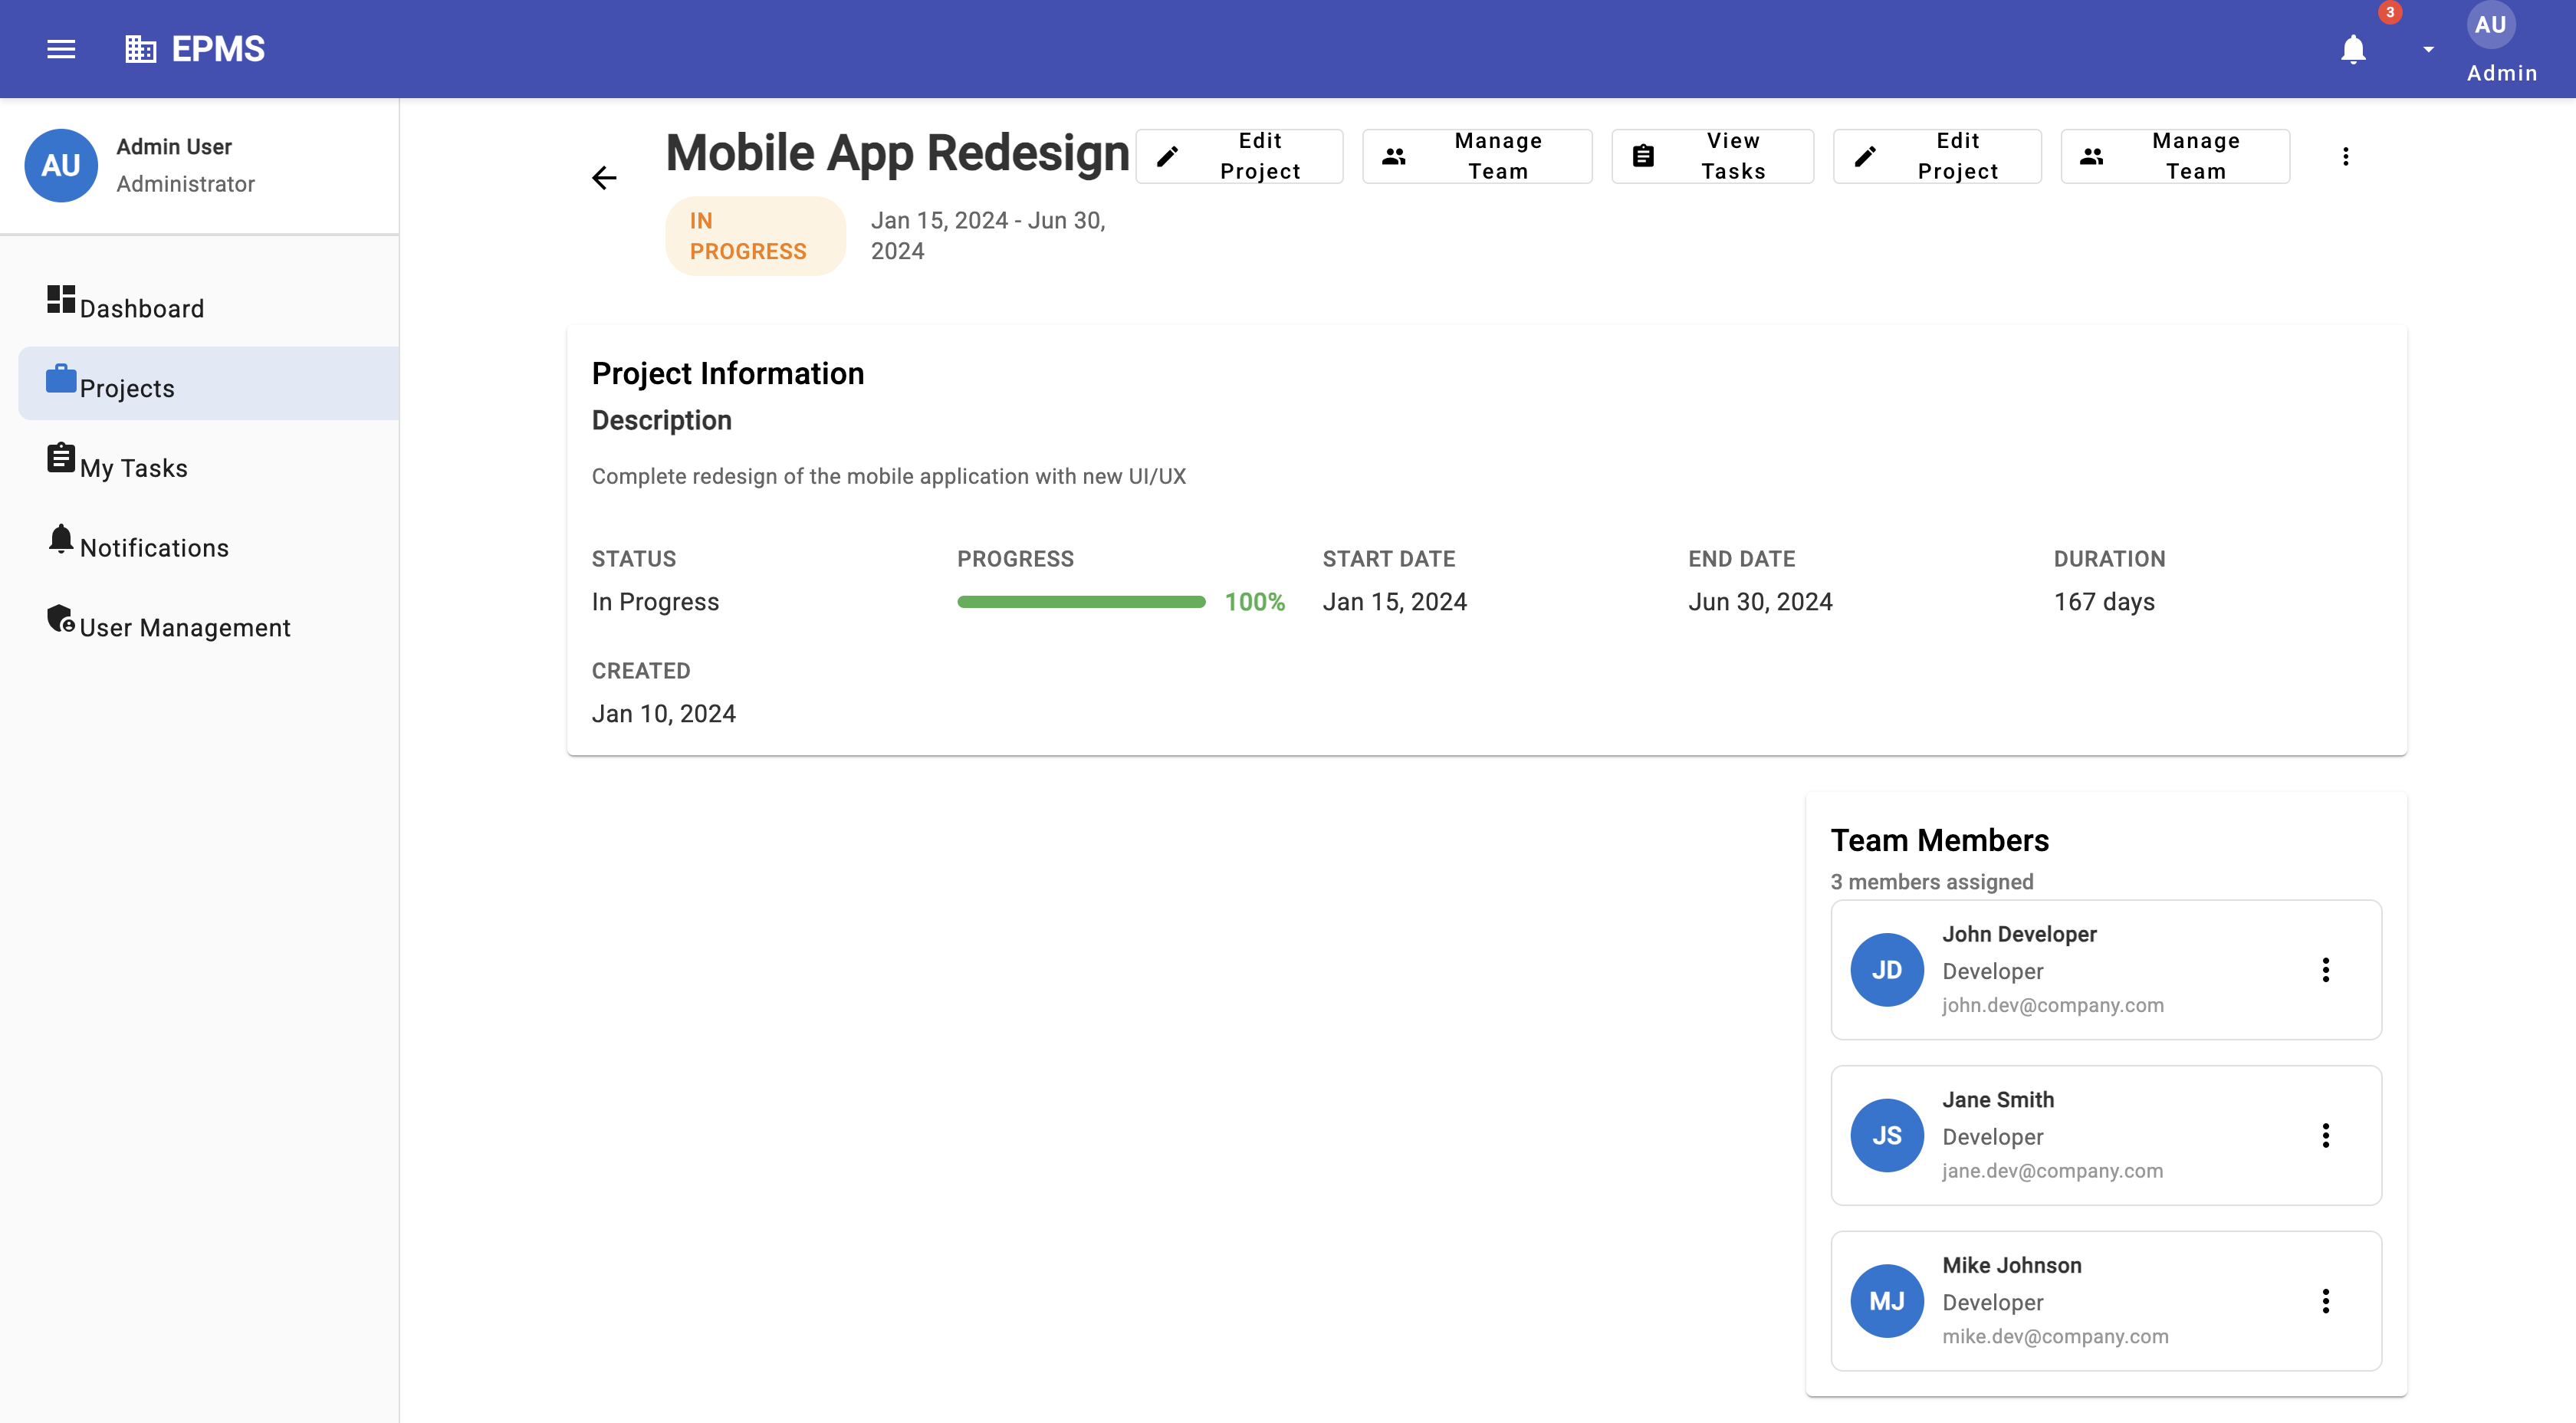 EPMS
3
AU
Admin
AU
Admin User
Administrator
Dashboard
Projects
My Tasks
Notifications
User Management
Mobile App Redesign
IN
PROGRESS
Jan 15, 2024 - Jun 30,
2024
Edit
Project
Manage
Team
View
Tasks
Edit
Project
Manage
Team
Project Information
Description
Complete redesign of the mobile application with new UI/UX
STATUS
In Progress
PROGRESS
100%
START DATE
Jan 15, 2024
END DATE
Jun 30, 2024
DURATION
167 days
CREATED
Jan 10, 2024
Team Members
3 members assigned
JD
John Developer
Developer
john.dev@company.com
JS
Jane Smith
Developer
jane.dev@company.com
MJ
Mike Johnson
Developer
mike.dev@company.com